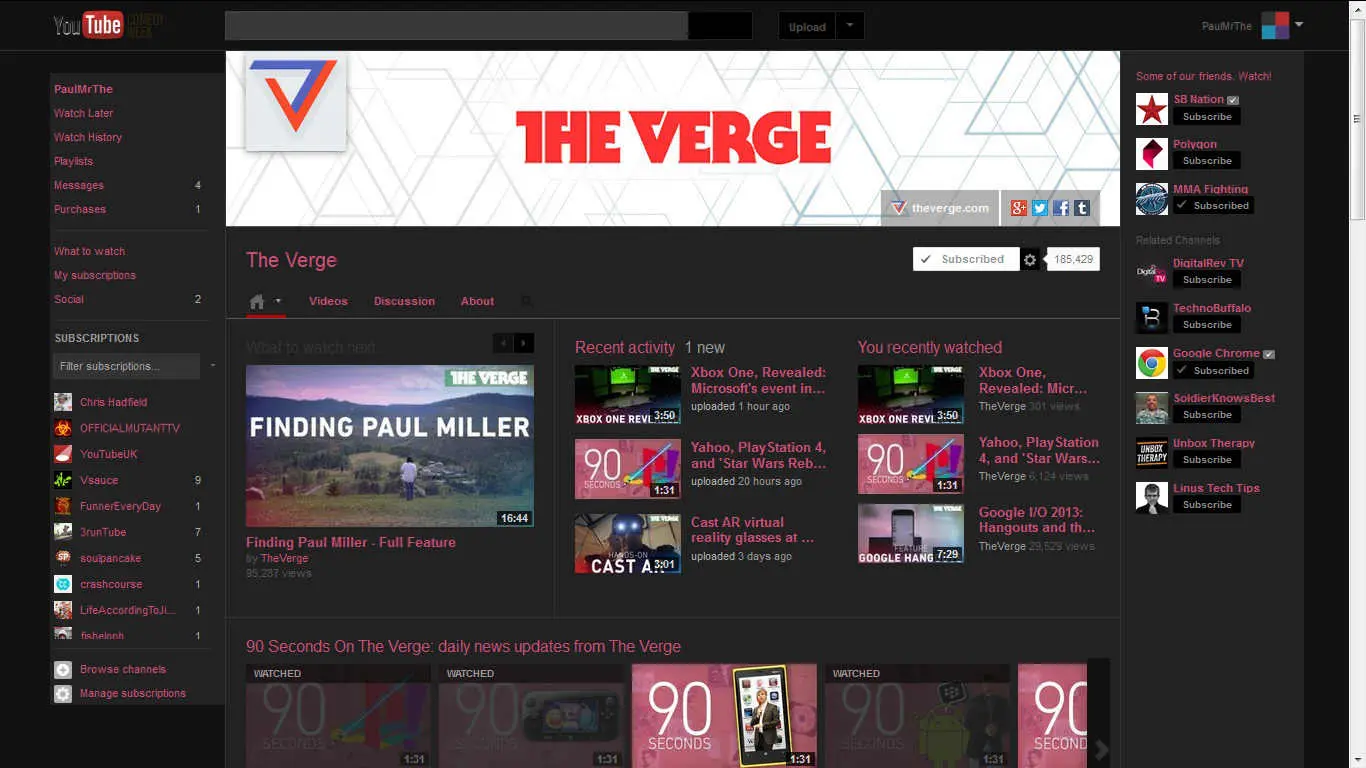 YouTube COMEDY WEEK
Upload
PaulMrThe
PaulMrThe
Watch Later
Watch History
Playlists
Messages 4
Purchases 1
What to watch
My subscriptions
Social 2
SUBSCRIPTIONS
Filter subscriptions...
Chris Hadfield
OFFICIALMUTANTTV
YouTubeUK
Vsauce 9
FunnerEveryDay 1
3runTube 7
soulpancake 5
crashcourse 1
LifeAccordingToJi... 1
1
Browse channels
Manage subscriptions
THE VERGE
theverge.com
The Verge
Subscribed 185,429
Videos Discussion About
What to watch next
THE VERGE
FINDING PAUL MILLER
16:44
Finding Paul Miller - Full Feature
by TheVerge
95,287 views
Recent activity 1 new
XBOX ONE REVE
3:50
Xbox One, Revealed:
Microsoft's event in...
uploaded 1 hour ago
90
SECONDS
1:31
Yahoo, PlayStation 4,
and 'Star Wars Reb...
uploaded 20 hours ago
THE VERGE
HANDS-ON
CAST AR
3:01
Cast AR virtual
reality glasses at ...
uploaded 3 days ago
You recently watched
XBOX ONE REVE
3:50
Xbox One,
Revealed: Micr...
TheVerge 301 views
90
SECONDS
1:31
Yahoo, PlayStation
4, and 'Star Wars...
TheVerge 6,124 views
THE VERGE
FEATURE
GOOGLE HANG
7:29
Google I/O 2013:
Hangouts and th...
TheVerge 29,529 views
90 Seconds On The Verge: daily news updates from The Verge
WATCHED
90
SECONDS
1:31
WATCHED
90
SECONDS
1:31
90
SECONDS
1:31
WATCHED
90
SECONDS
1:31
90
SECOND
Some of our friends. Watch!
SB Nation
Subscribe
Polygon
Subscribe
MMA Fighting
Subscribed
Related Channels
DigitalRev TV
Subscribe
TechnoBuffalo
Subscribe
Google Chrome
Subscribed
SoldierKnowsBest
Subscribe
UNBOX THERAPY
Unbox Therapy
Subscribe
Linus Tech Tips
Subscribe